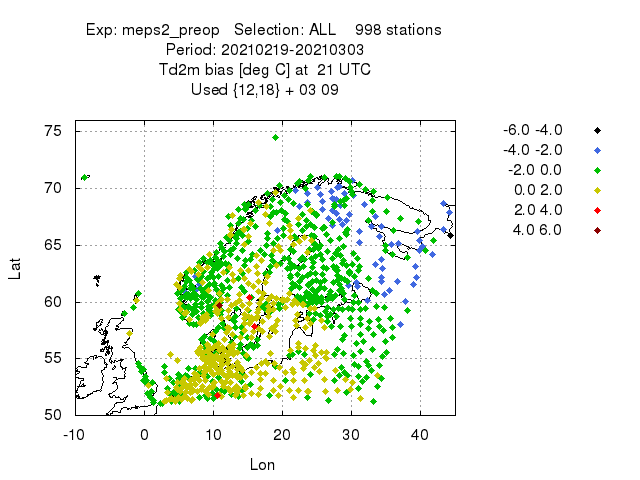 Exp: meps2_preop   Selection: ALL    998 stations
Period: 20210219-20210303
Td2m bias [deg C] at  21 UTC
Used {12,18} + 03 09
-6.0 -4.0
-4.0 -2.0
-2.0 0.0
0.0 2.0
2.0 4.0
4.0 6.0
75
70
65
60
55
50
Lat
-10 0 10 20 30 40
Lon